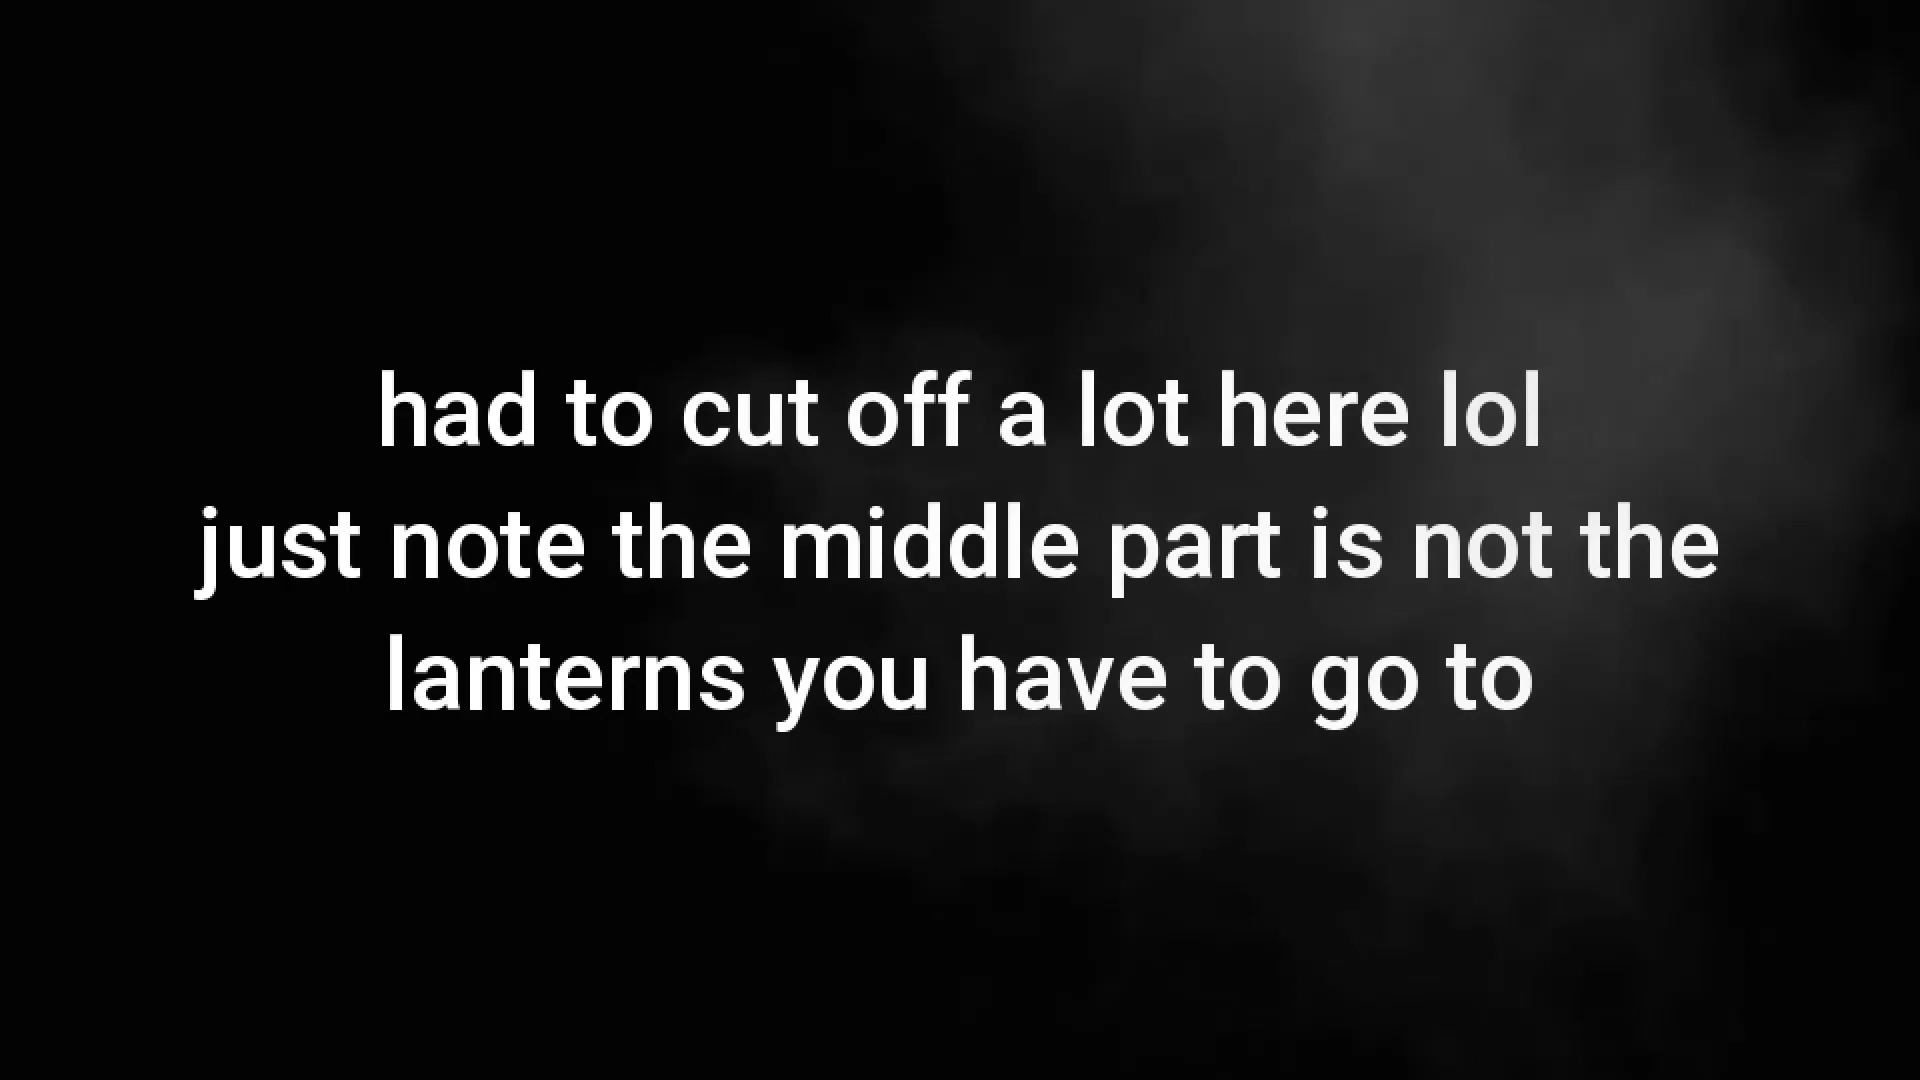 had to cut off a lot here lol
just note the middle part is not the
lanterns you have to go to